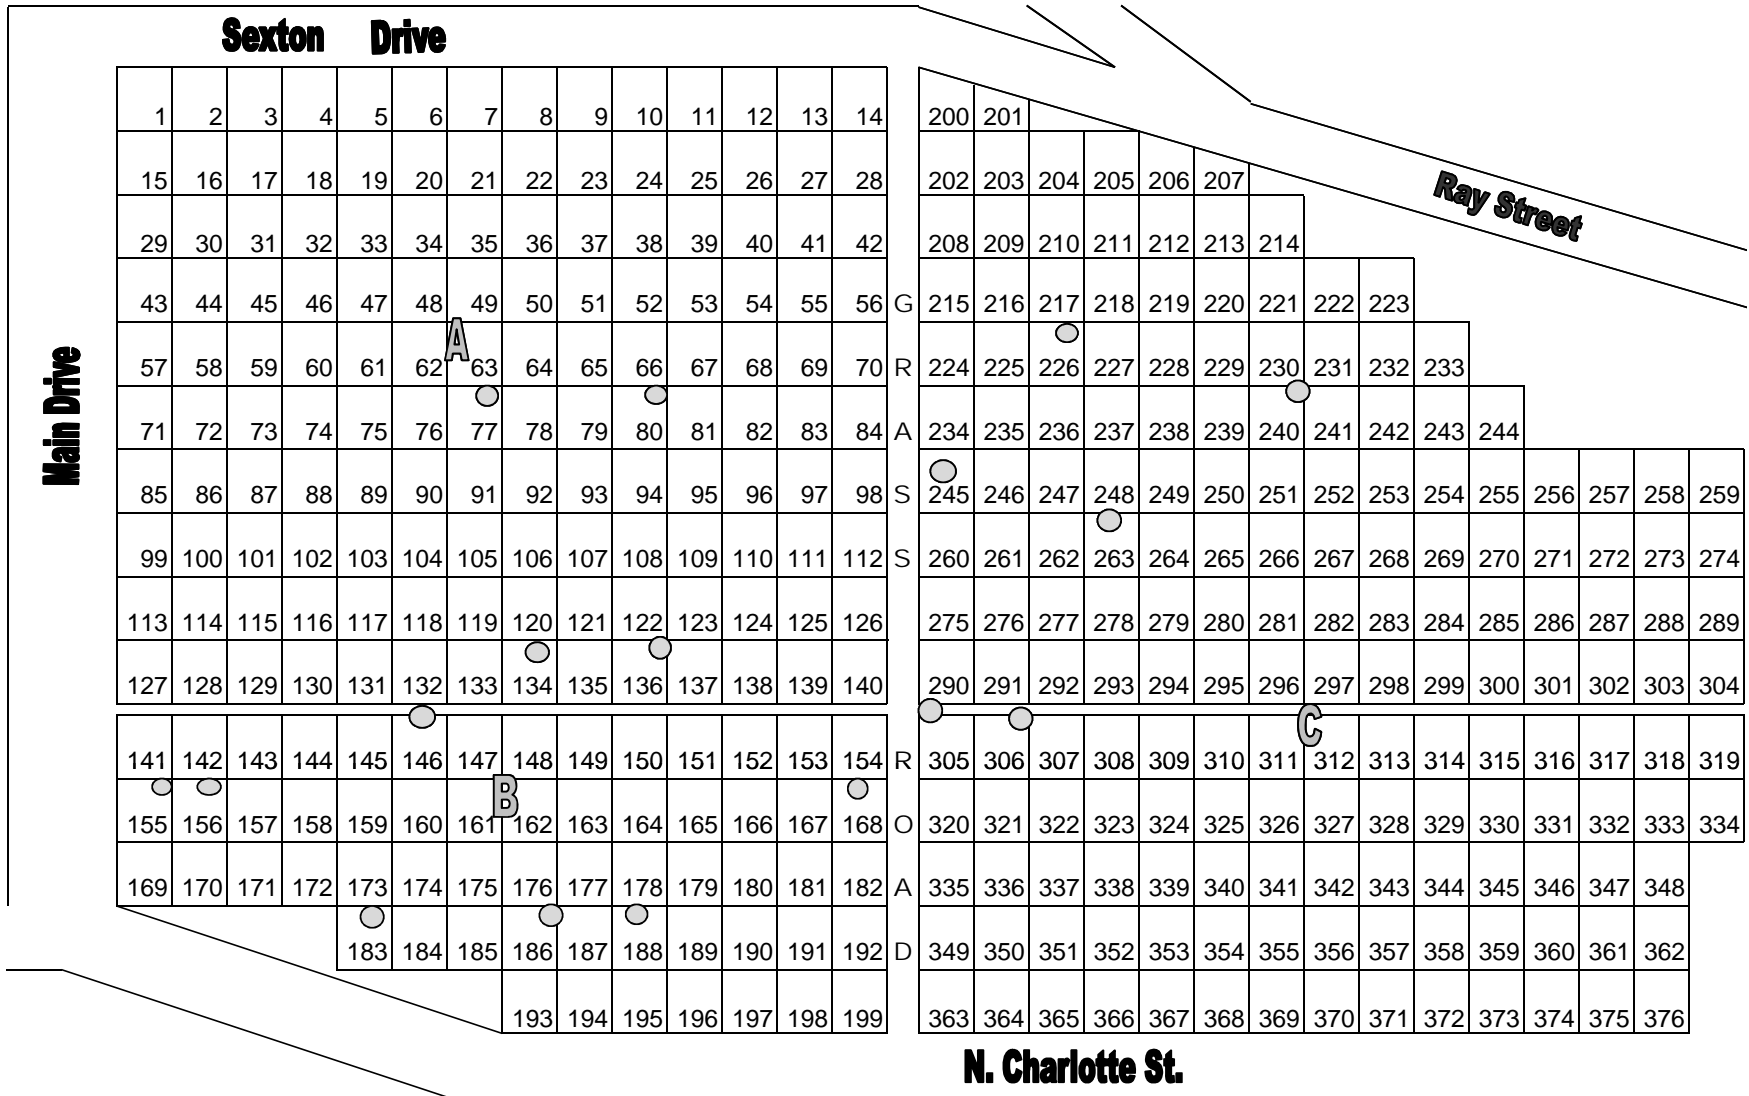 Sexton Drive
1 2 3 4 5 6 7 8 9 10 11 12 13 14 200 201
15 16 17 18 19 20 21 22 23 24 25 26 27 28 202 203 204 205 206 207
Ray Street
29 30 31 32 33 34 35 36 37 38 39 40 41 42 208 209 210 211 212 213 214
43 44 45 46 47 48 49 50 51 52 53 54 55 56 G 215 216 217 218 219 220 221 222 223
A
57 58 59 60 61 62 63 64 65 66 67 68 69 70 R 224 225 226 227 228 229 230 231 232 233
Main Drive
71 72 73 74 75 76 77 78 79 80 81 82 83 84 A 234 235 236 237 238 239 240 241 242 243 244
85 86 87 88 89 90 91 92 93 94 95 96 97 98 S 245 246 247 248 249 250 251 252 253 254 255 256 257 258 259
99 100 101 102 103 104 105 106 107 108 109 110 111 112 S 260 261 262 263 264 265 266 267 268 269 270 271 272 273 274
113 114 115 116 117 118 119 120 121 122 123 124 125 126 275 276 277 278 279 280 281 282 283 284 285 286 287 288 289
127 128 129 130 131 132 133 134 135 136 137 138 139 140 290 291 292 293 294 295 296 297 298 299 300 301 302 303 304
C
141 142 143 144 145 146 147 148 149 150 151 152 153 154 R 305 306 307 308 309 310 311 312 313 314 315 316 317 318 319
B
155 156 157 158 159 160 161 162 163 164 165 166 167 168 O 320 321 322 323 324 325 326 327 328 329 330 331 332 333 334
169 170 171 172 173 174 175 176 177 178 179 180 181 182 A 335 336 337 338 339 340 341 342 343 344 345 346 347 348
183 184 185 186 187 188 189 190 191 192 D 349 350 351 352 353 354 355 356 357 358 359 360 361 362
193 194 195 196 197 198 199 363 364 365 366 367 368 369 370 371 372 373 374 375 376
N. Charlotte St.